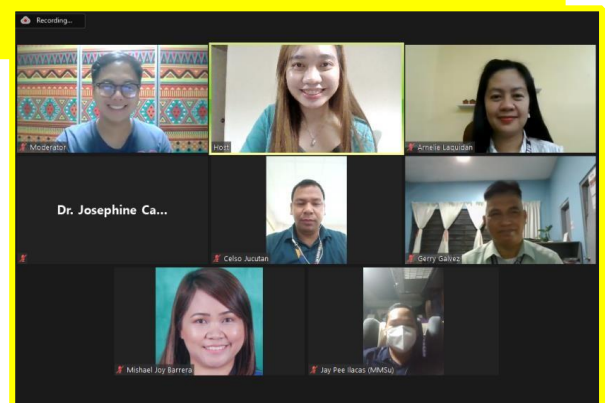 Recording...
Moderator
Host
Arnelie Laquidan
Dr. Josephine Ca...
Celso Jucutan
Gerry Galvez
Mishael Joy Barrera
Jay Pee Ilacas (MMSu)